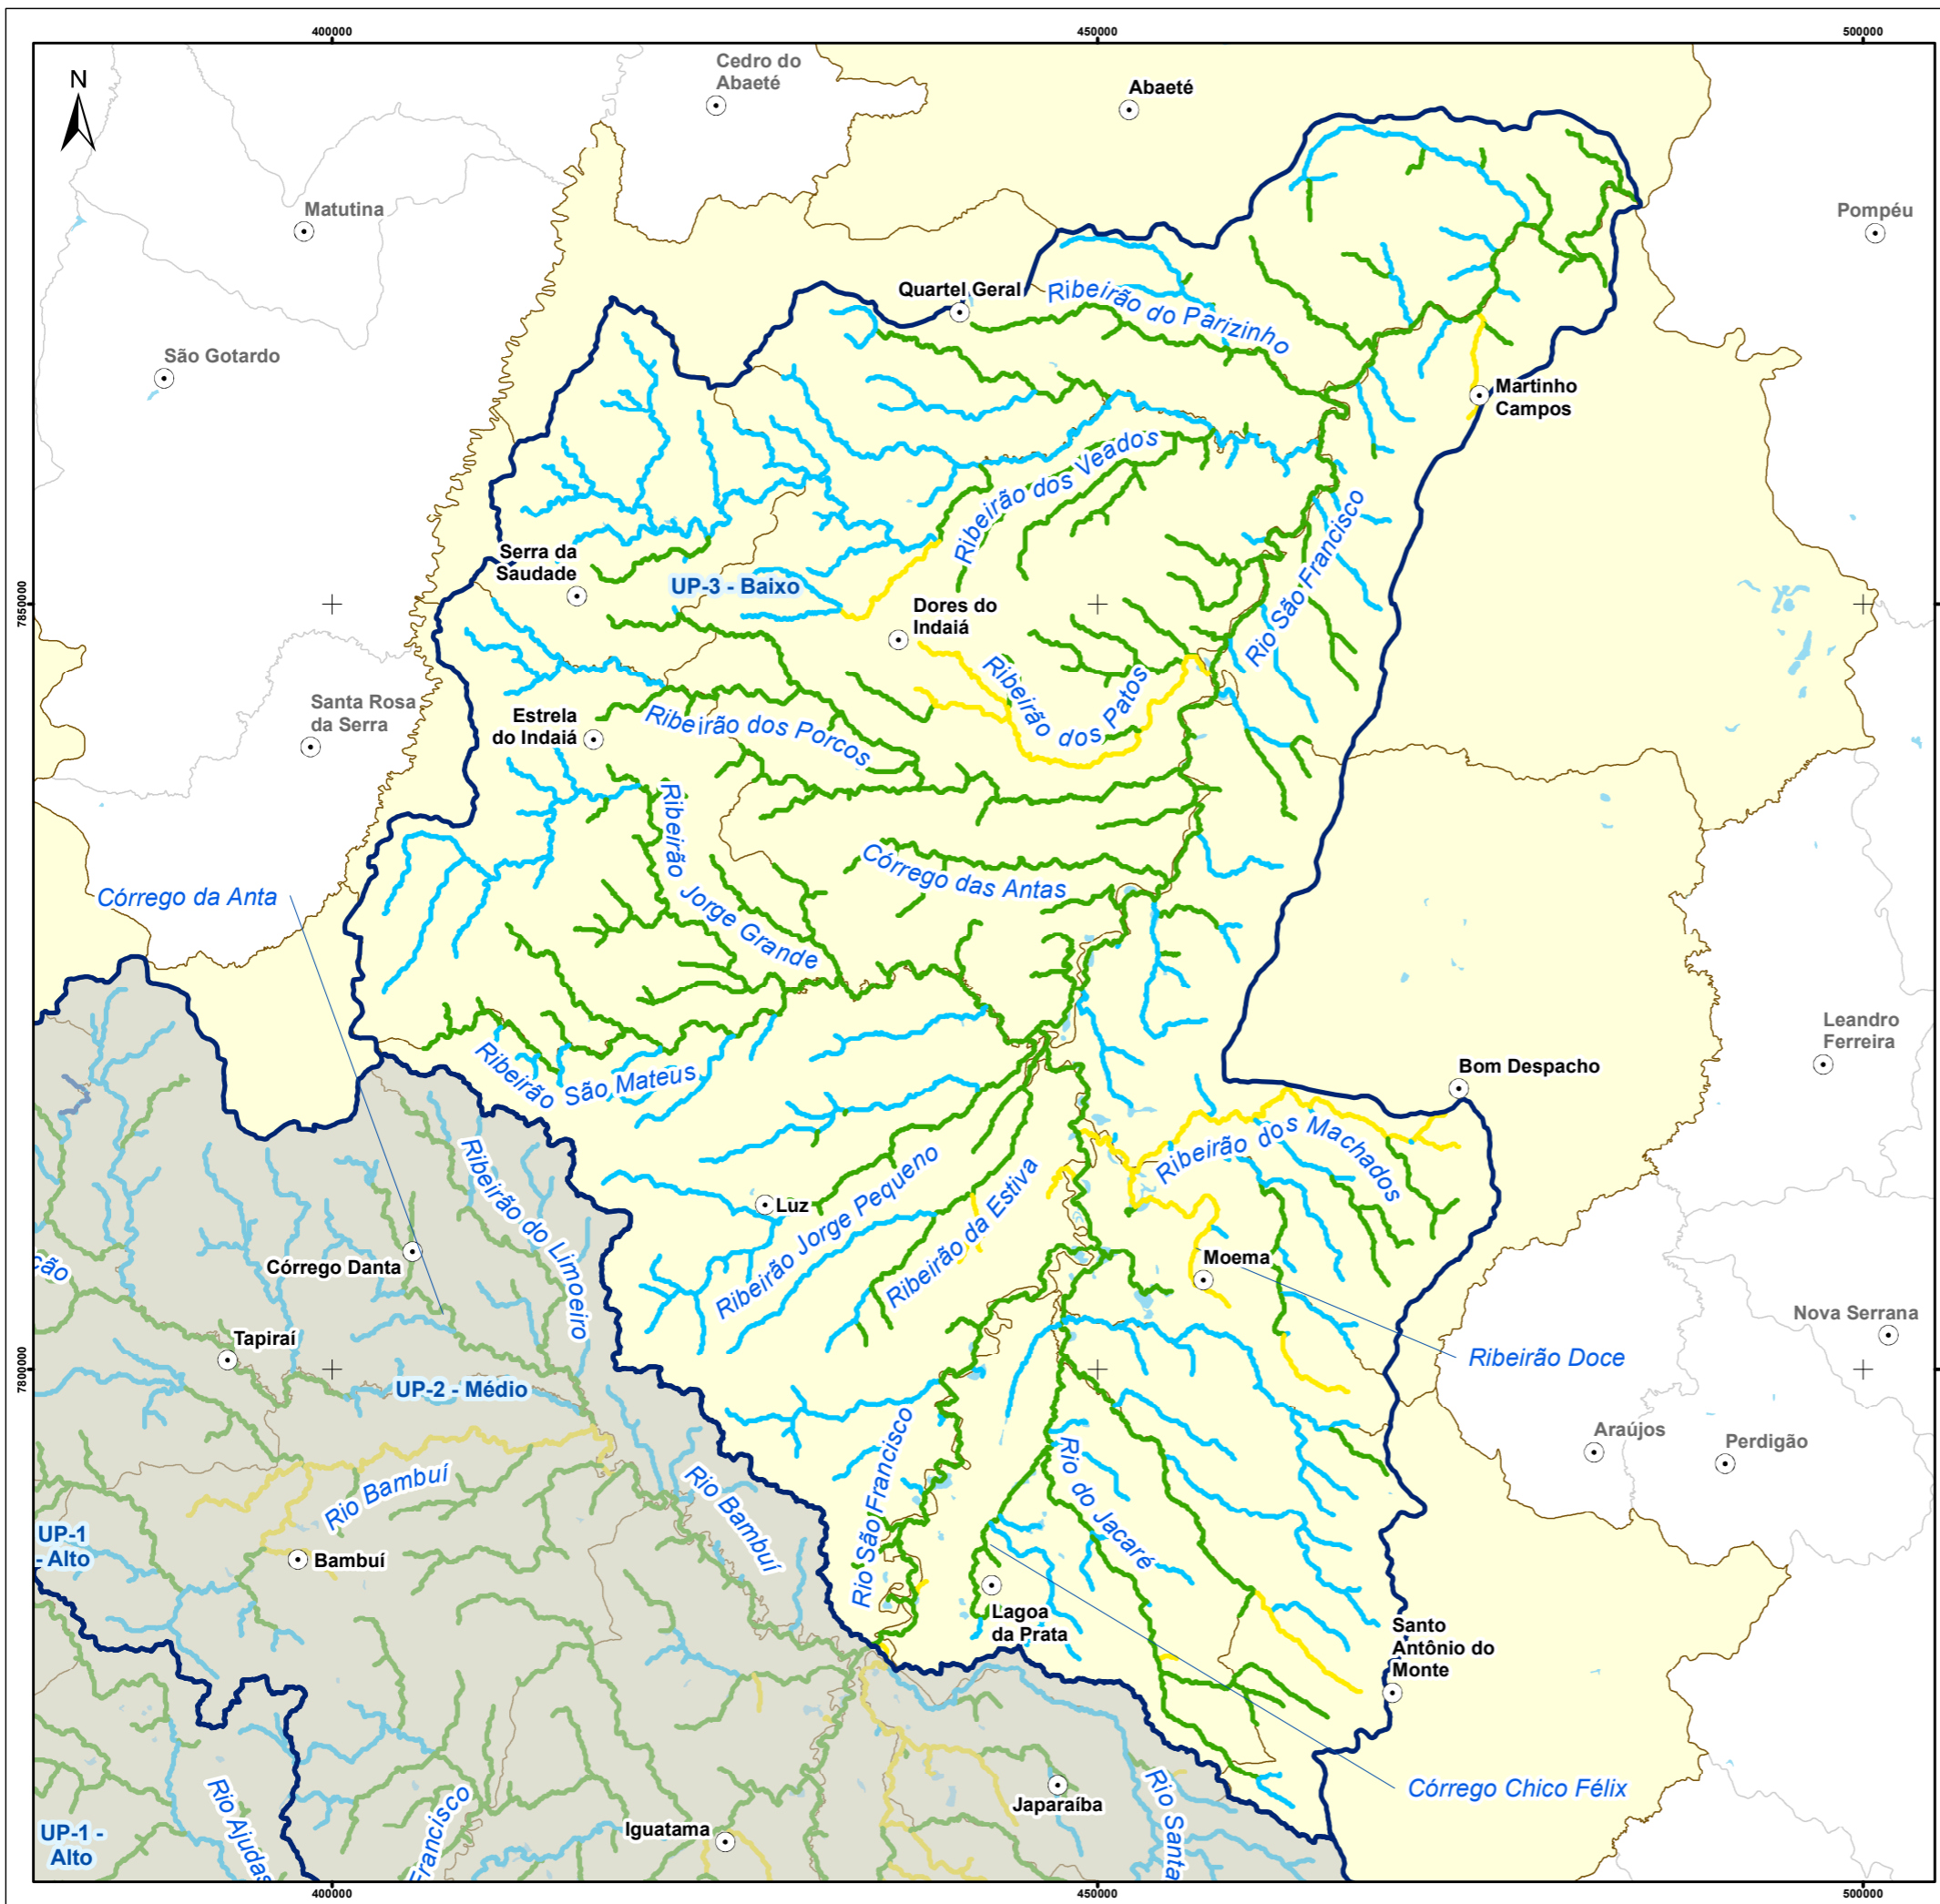 400000
450000
500000
N
Cedro do
Abaeté
Abaeté
Matutina
Pompéu
Quartel Geral
Ribeirão do Parizinho
São Gotardo
Martinho
Campos
Ribeirão dos Veados
Rio São Francisco
Serra da
Saudade
UP-3 - Baixo
7850000
Dores do
Indaiá
Ribeirão dos Patos
Santa Rosa
da Serra
Estrela
do Indaiá
Ribeirão dos Porcos
Ribeirão Jorge Grande
Córrego das Antas
Córrego da Anta
Leandro
Ferreira
Ribeirão São Mateus
Bom Despacho
Ribeirão dos Machados
Ribeirão do Limoeiro
Luz
Ribeirão Jorge Pequeno
Ribeirão da Estiva
ção
Córrego Danta
Moema
Nova Serrana
Tapiraí
Ribeirão Doce
7800000
UP-2 - Médio
Araújos
Perdigão
Rio São Francisco
Rio do Jacaré
Rio Bambuí
Rio Bambuí
UP-1
- Alto
Bambuí
Lagoa
da Prata
Santo
Antônio do
Monte
Córrego Chico Félix
Rio Ajudas
Francisco
Japaraíba
Rio Santa
Iguatama
UP-1 -
Alto
400000
450000
500000